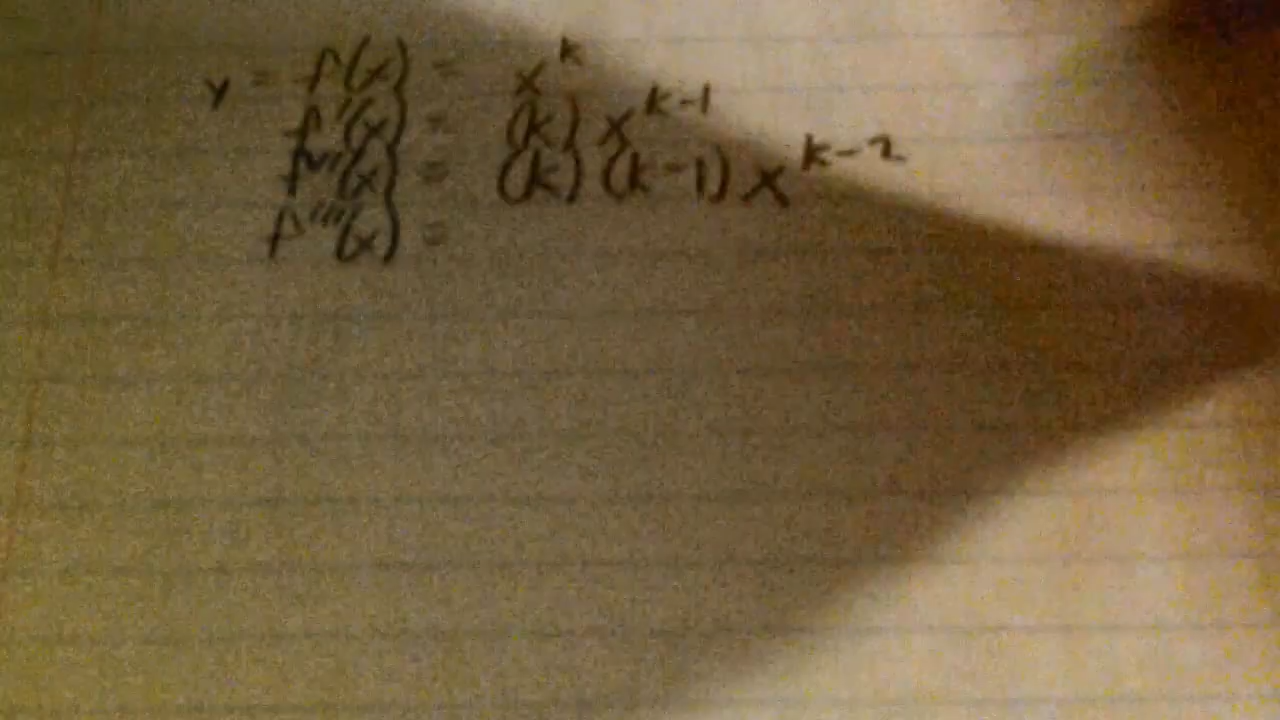 y = f(x) = x^k
f'(x) = (k) x^{k-1}
f''(x) = (k) (k-1) x^{k-2}
f'''(x) =